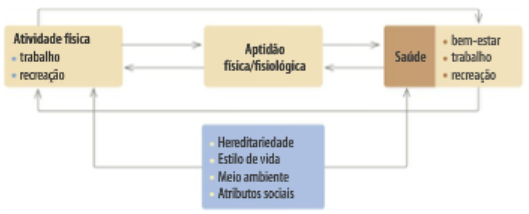 Atividade física
• trabalho
• recreação
Aptidão
física/fisiológica
Saúde
• bem-estar
• trabalho
• recreação
• Hereditariedade
• Estilo de vida
• Meio ambiente
• Atributos sociais